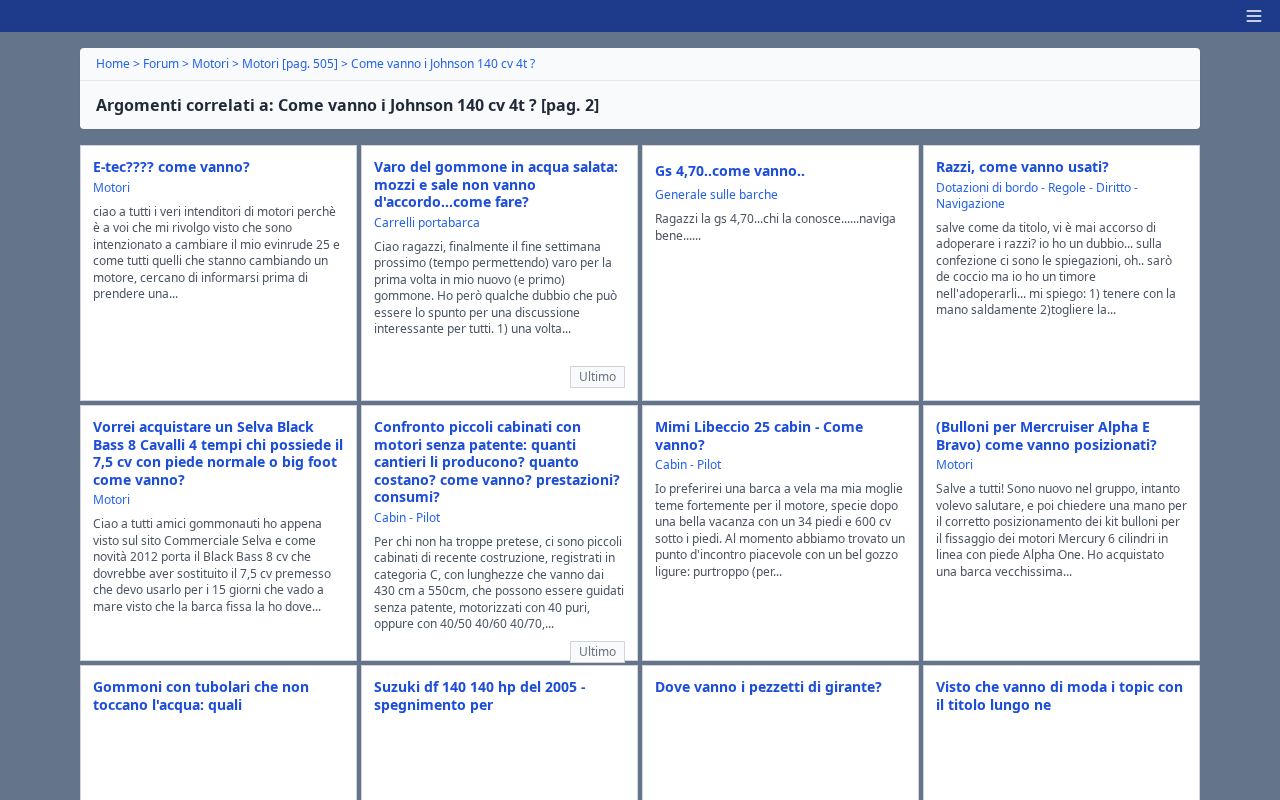 Home > Forum > Motori > Motori [pag. 505] > Come vanno i Johnson 140 cv 4t ?
Argomenti correlati a: Come vanno i Johnson 140 cv 4t ? [pag. 2]
E-tec???? come vanno?
Motori
ciao a tutti i veri intenditori di motori perchè
è a voi che mi rivolgo visto che sono
intenzionato a cambiare il mio evinrude 25 e
come tutti quelli che stanno cambiando un
motore, cercano di informarsi prima di
prendere una...
Varo del gommone in acqua salata:
mozzi e sale non vanno
d'accordo...come fare?
Carrelli portabarca
Ciao ragazzi, finalmente il fine settimana
prossimo (tempo permettendo) varo per la
prima volta in mio nuovo (e primo)
gommone. Ho però qualche dubbio che può
essere lo spunto per una discussione
interessante per tutti. 1) una volta...
Ultimo
Gs 4,70..come vanno..
Generale sulle barche
Ragazzi la gs 4,70...chi la conosce......naviga
bene......
Razzi, come vanno usati?
Dotazioni di bordo - Regole - Diritto -
Navigazione
salve come da titolo, vi è mai accorso di
adoperare i razzi? io ho un dubbio... sulla
confezione ci sono le spiegazioni, oh.. sarò
de coccio ma io ho un timore
nell'adoperarli... mi spiego: 1) tenere con la
mano saldamente 2)togliere la...
Vorrei acquistare un Selva Black
Bass 8 Cavalli 4 tempi chi possiede il
7,5 cv con piede normale o big foot
come vanno?
Motori
Ciao a tutti amici gommonauti ho appena
visto sul sito Commerciale Selva e come
novità 2012 porta il Black Bass 8 cv che
dovrebbe aver sostituito il 7,5 cv premesso
che devo usarlo per i 15 giorni che vado a
mare visto che la barca fissa la ho dove...
Confronto piccoli cabinati con
motori senza patente: quanti
cantieri li producono? quanto
costano? come vanno? prestazioni?
consumi?
Cabin - Pilot
Per chi non ha troppe pretese, ci sono piccoli
cabinati di recente costruzione, registrati in
categoria C, con lunghezze che vanno dai
430 cm a 550cm, che possono essere guidati
senza patente, motorizzati con 40 puri,
oppure con 40/50 40/60 40/70,...
Ultimo
Mimi Libeccio 25 cabin - Come
vanno?
Cabin - Pilot
Io preferirei una barca a vela ma mia moglie
teme fortemente per il motore, specie dopo
una bella vacanza con un 34 piedi e 600 cv
sotto i piedi. Al momento abbiamo trovato un
punto d'incontro piacevole con un bel gozzo
ligure: purtroppo (per...
(Bulloni per Mercruiser Alpha E
Bravo) come vanno posizionati?
Motori
Salve a tutti! Sono nuovo nel gruppo, intanto
volevo salutare, e poi chiedere una mano per
il corretto posizionamento dei kit bulloni per
il fissaggio dei motori Mercury 6 cilindri in
linea con piede Alpha One. Ho acquistato
una barca vecchissima...
Gommoni con tubolari che non
toccano l'acqua: quali
Suzuki df 140 140 hp del 2005 -
spegnimento per
Dove vanno i pezzetti di girante?
Visto che vanno di moda i topic con
il titolo lungo ne